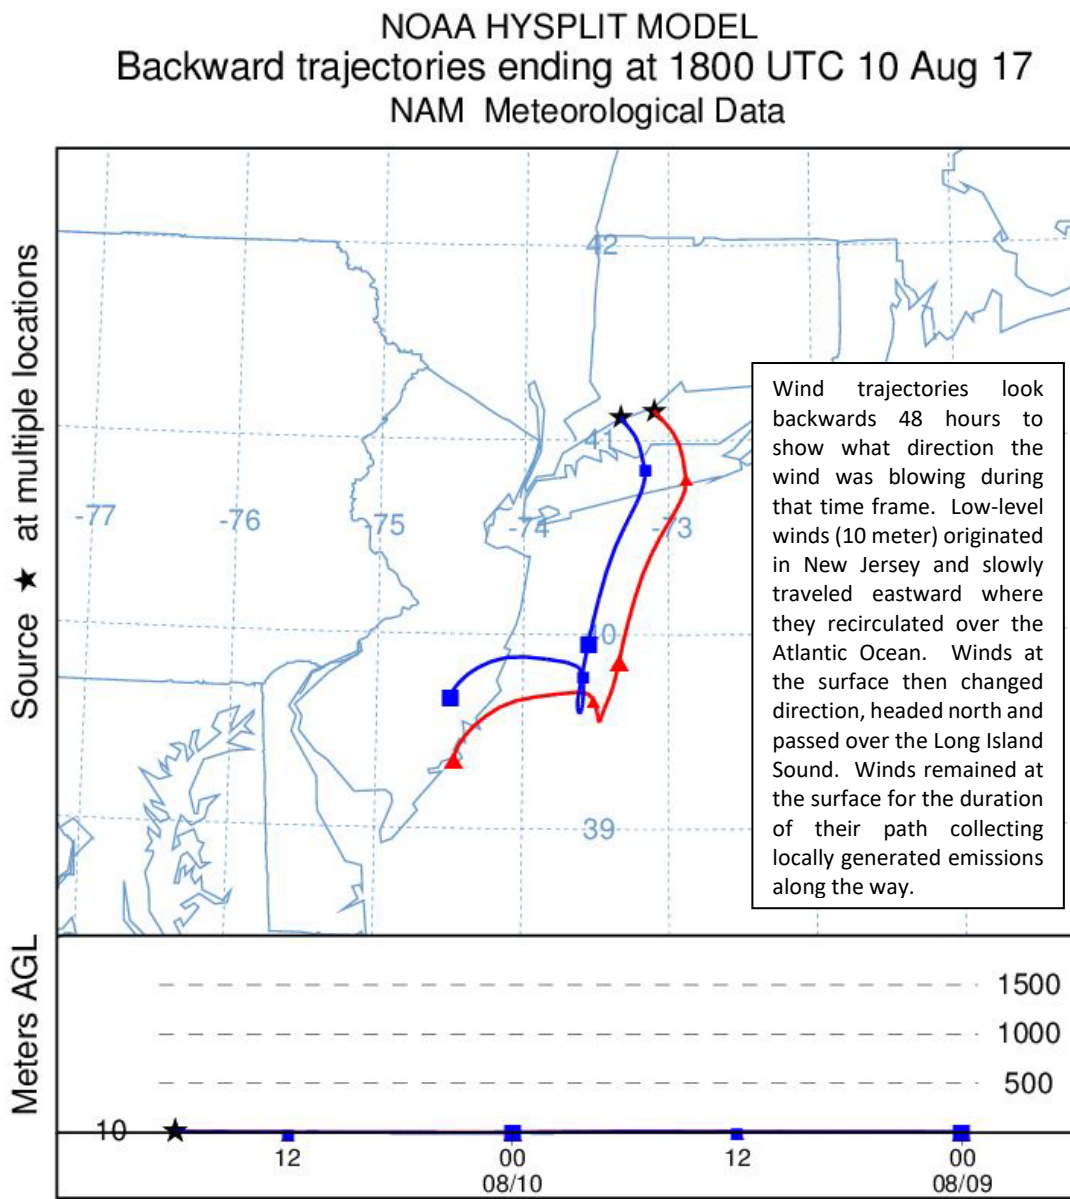 NOAA HYSPLIT MODEL
Backward trajectories ending at 1800 UTC 10 Aug 17
NAM Meteorological Data
Source ★ at multiple locations
42
41
-77
-76
-75
-74
-73
40
39
Wind trajectories look
backwards 48 hours to
show what direction the
wind was blowing during
that time frame. Low-level
winds (10 meter) originated
in New Jersey and slowly
traveled eastward where
they recirculated over the
Atlantic Ocean. Winds at
the surface then changed
direction, headed north and
passed over the Long Island
Sound. Winds remained at
the surface for the duration
of their path collecting
locally generated emissions
along the way.
Meters AGL
1500
1000
500
10
12 00 12 00
08/10 08/09